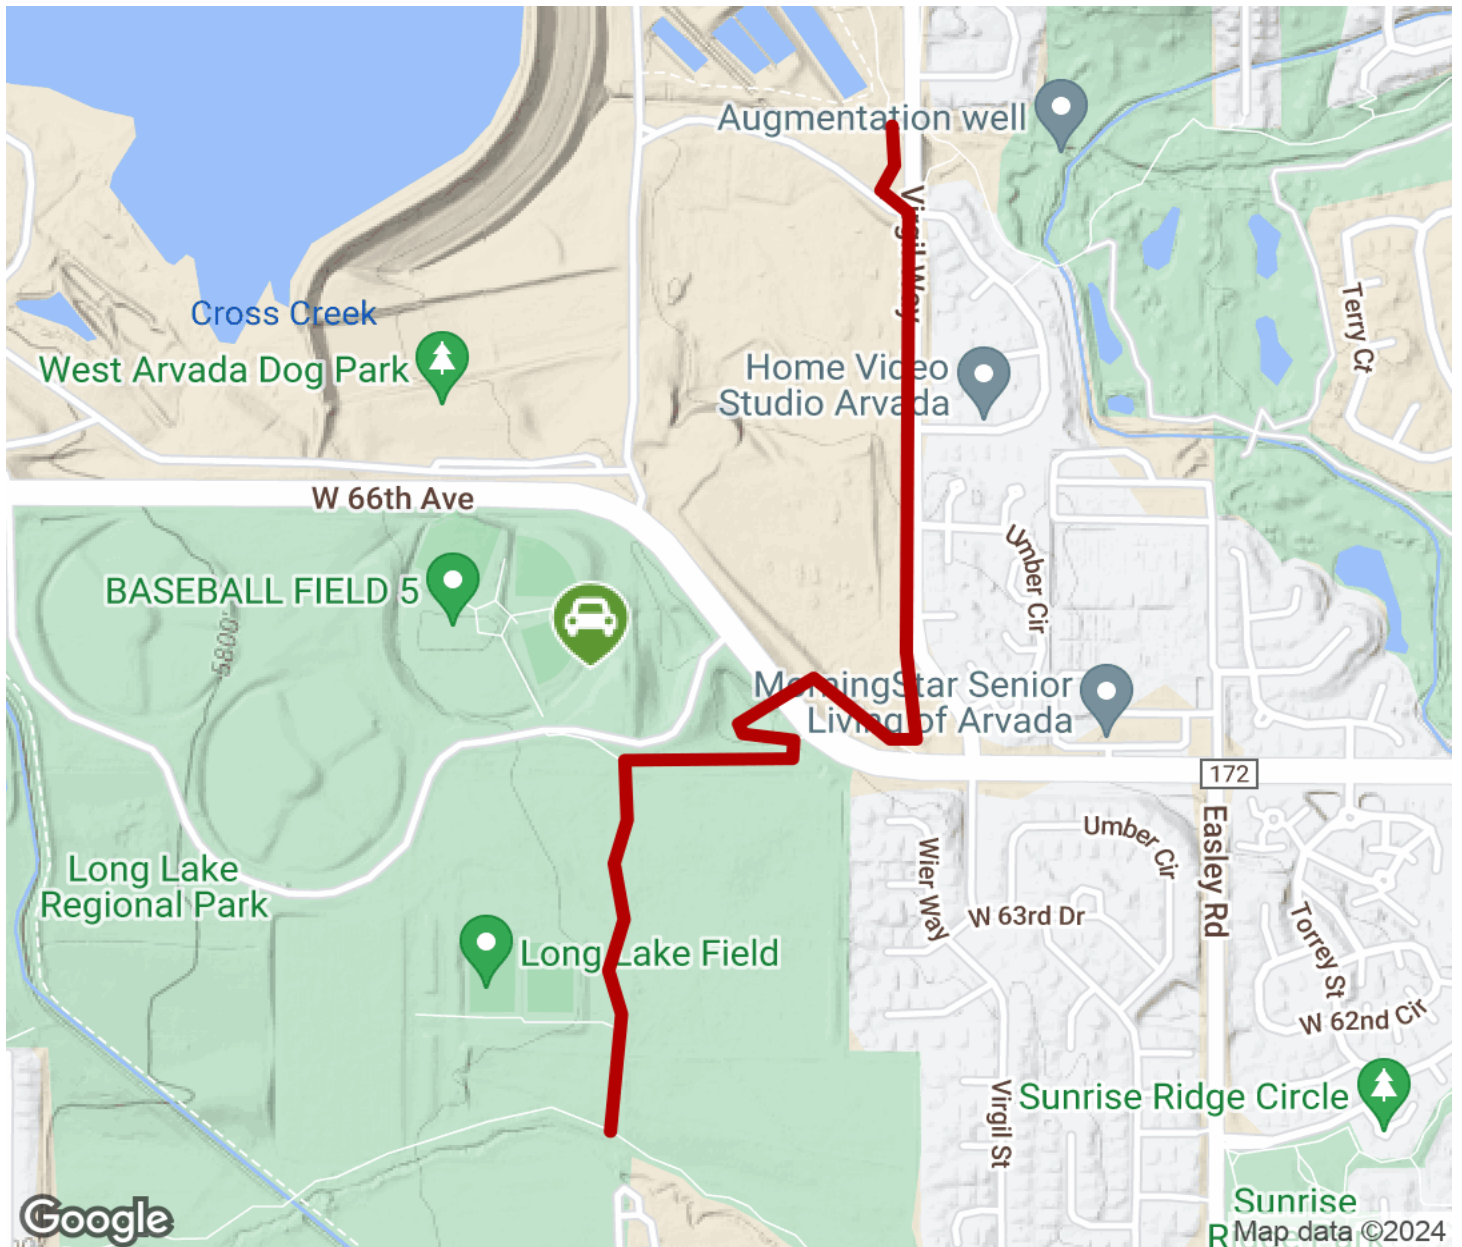 Augmentation well
Virgil Way
Cross Creek
West Arvada Dog Park
Terry Ct
Home Video
Studio Arvada
W 66th Ave
BASEBALL FIELD 5
Umber Cir
5800'
MorningStar Senior
Living of Arvada
172
Long Lake
Regional Park
Umber Cir
Easley Rd
Wier Way
W 63rd Dr
Long Lake Field
Torrey St
W 62nd Cir
Virgil St
Sunrise Ridge Circle
Sunrise
Google
Map data ©2024